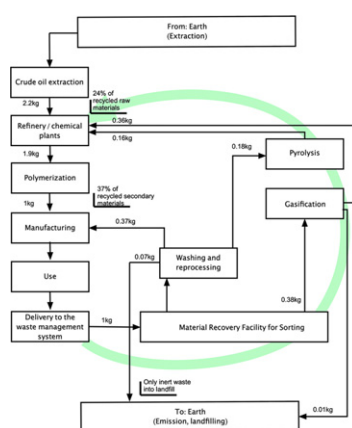 From: Earth
(Extraction)
Crude oil extraction
24% of
recycled raw
materials
2.2kg
0.36kg
Refinery / chemical
plants
0.16kg
1.9kg
0.18kg
Pyrolysis
Polymerization
37% of
recycled secondary
materials
1kg
Gasification
0.37kg
Manufacturing
0.07kg
Washing and
reprocessing
Use
0.38kg
Delivery to the
waste management
system
1kg
Material Recovery Facility for Sorting
Only inert waste
into landfill
To: Earth
(Emission, landfilling)
0.01kg